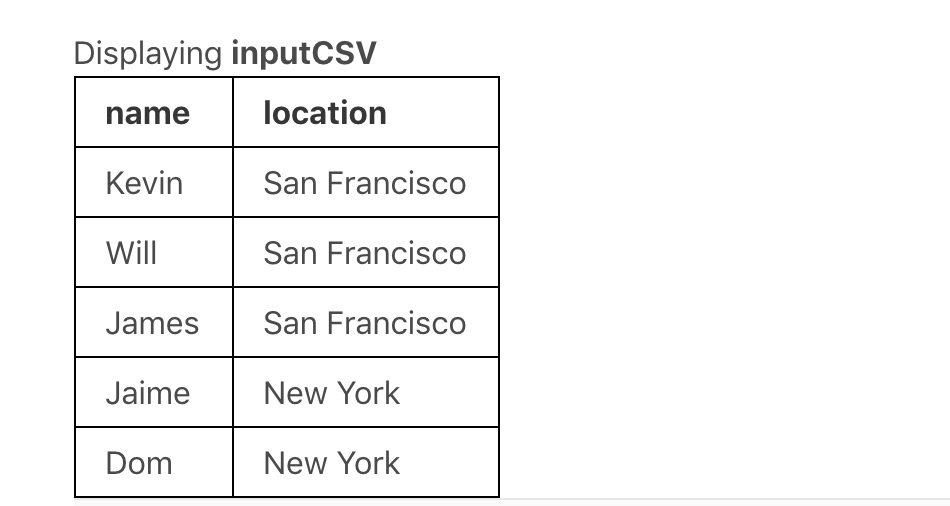 Displaying inputCSV
name location
Kevin San Francisco
Will San Francisco
James San Francisco
Jaime New York
Dom New York